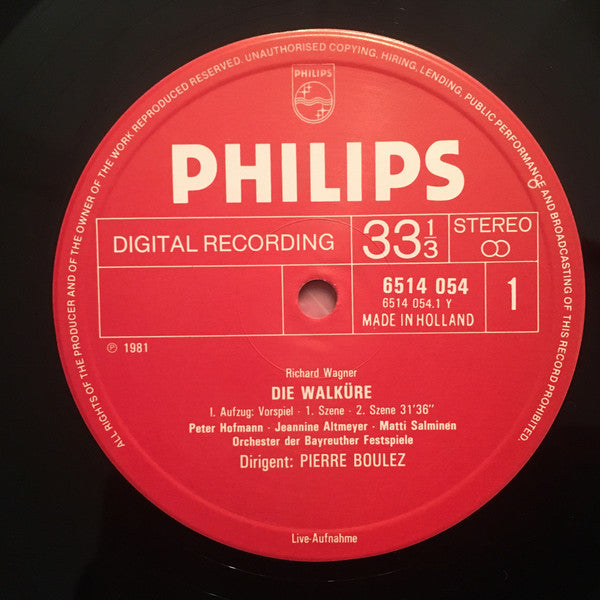 ALL RIGHTS OF THE PRODUCER AND OF THE OWNER OF THE WORK REPRODUCED RESERVED. UNAUTHORISED COPYING, HIRING, LENDING, PUBLIC PERFORMANCE AND BROADCASTING OF THIS RECORD PROHIBITED.
PHILIPS
PHILIPS
DIGITAL RECORDING
33 1/3
STEREO
6514 054
6514 054.1 Y
MADE IN HOLLAND
1
℗ 1981
Richard Wagner
DIE WALKÜRE
I. Aufzug: Vorspiel · 1. Szene · 2. Szene 31'36"
Peter Hofmann · Jeannine Altmeyer · Matti Salminen
Orchester der Bayreuther Festspiele
Dirigent: PIERRE BOULEZ
Live-Aufnahme